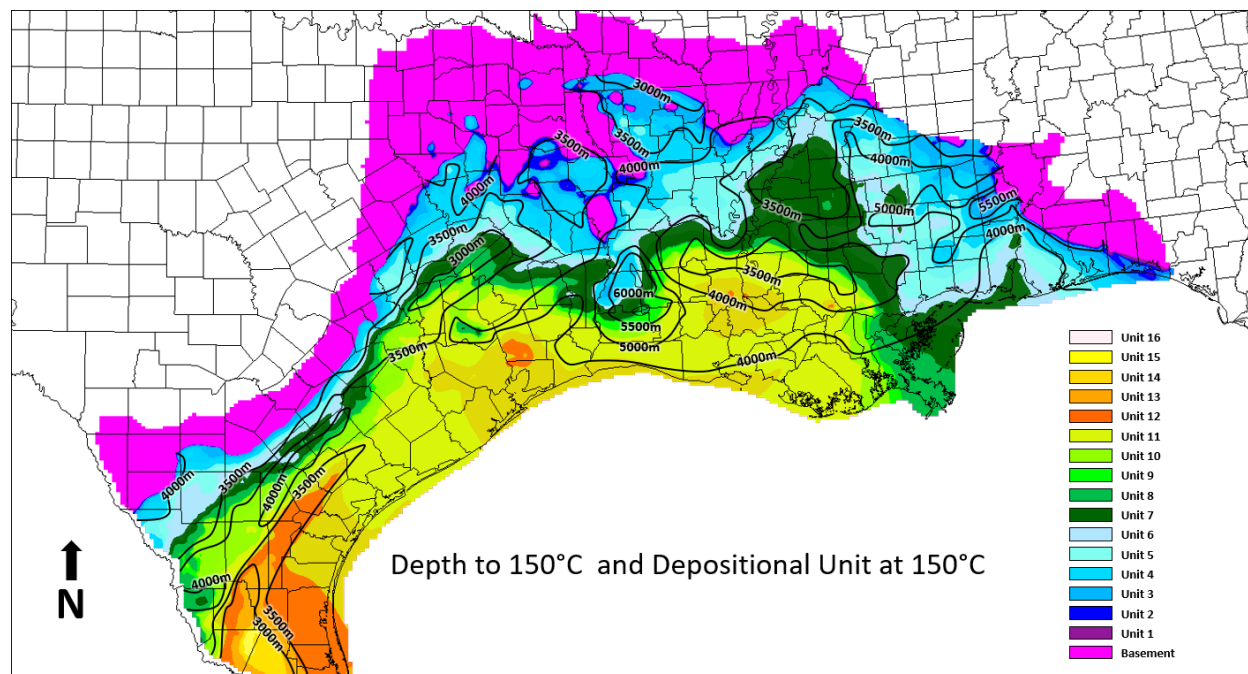 3000m
3500m
3500m
3500m
4000m
4000m
4000m
5500m
5000m
3500m
4000m
3500m
3000m
3500m
6000m
4000m
5500m
3500m
5000m
4000m
3500m
4000m
4000m
3500m
4000m
3500m
3000m
Depth to 150°C and Depositional Unit at 150°C
N
Unit 16
Unit 15
Unit 14
Unit 13
Unit 12
Unit 11
Unit 10
Unit 9
Unit 8
Unit 7
Unit 6
Unit 5
Unit 4
Unit 3
Unit 2
Unit 1
Basement